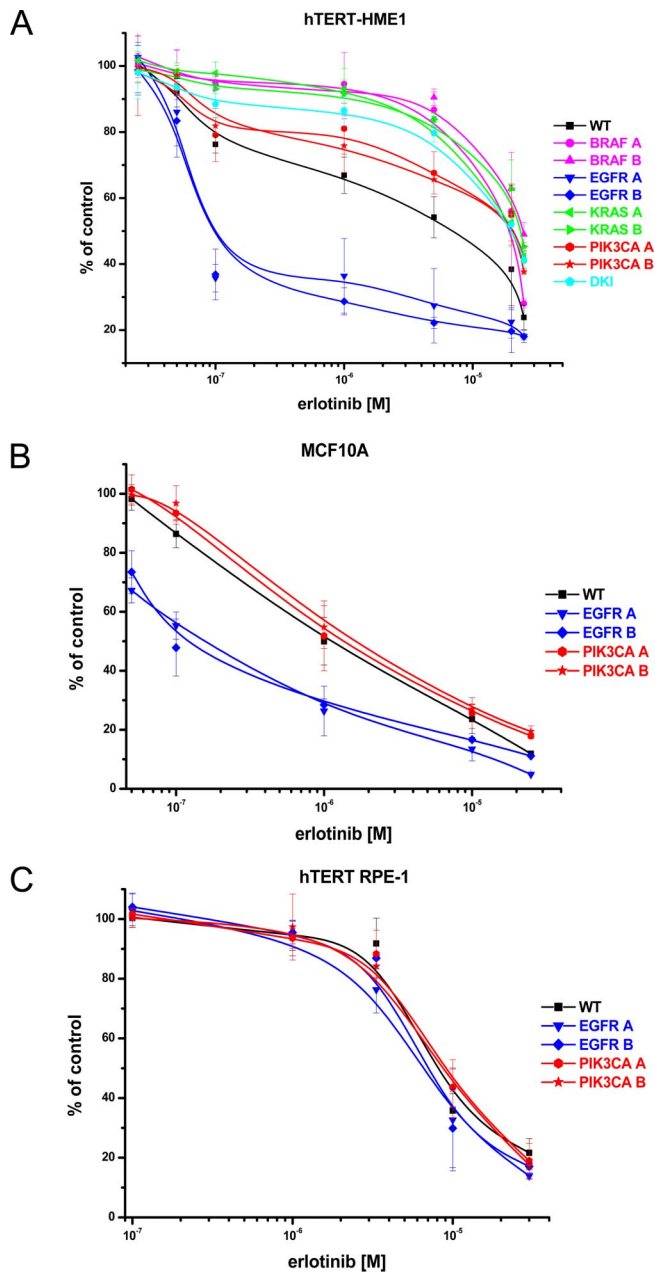 A
hTERT-HME1
% of control
100
80
60
40
20
10⁻⁷
10⁻⁶
10⁻⁵
erlotinib [M]
WT
BRAF A
BRAF B
EGFR A
EGFR B
KRAS A
KRAS B
PIK3CA A
PIK3CA B
DKI
B
MCF10A
% of control
100
80
60
40
20
0
10⁻⁷
10⁻⁶
10⁻⁵
erlotinib [M]
WT
EGFR A
EGFR B
PIK3CA A
PIK3CA B
C
hTERT RPE-1
% of control
100
80
60
40
20
0
10⁻⁷
10⁻⁶
10⁻⁵
erlotinib [M]
WT
EGFR A
EGFR B
PIK3CA A
PIK3CA B